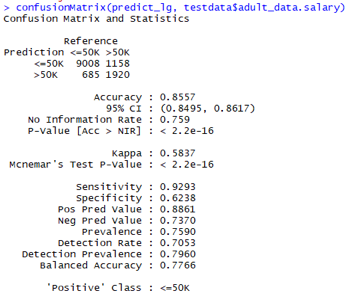 > confusionMatrix(predict_lg, testdata$adult_data.salary)
Confusion Matrix and Statistics
Reference
Prediction <=50K >50K
<=50K 9008 1158
>50K 685 1920
Accuracy : 0.8557
95% CI : (0.8495, 0.8617)
No Information Rate : 0.759
P-Value [Acc > NIR] : < 2.2e-16
Kappa : 0.5837
Mcnemar's Test P-Value : < 2.2e-16
Sensitivity : 0.9293
Specificity : 0.6238
Pos Pred Value : 0.8861
Neg Pred Value : 0.7370
Prevalence : 0.7590
Detection Rate : 0.7053
Detection Prevalence : 0.7960
Balanced Accuracy : 0.7766
'Positive' Class : <=50K